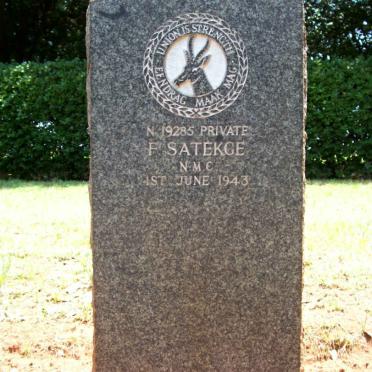 UNION IS STRENGTH
EENDRAG MAAK MAG
N 19285 PRIVATE
F SATEKGE
N M C
1ST JUNE 1943